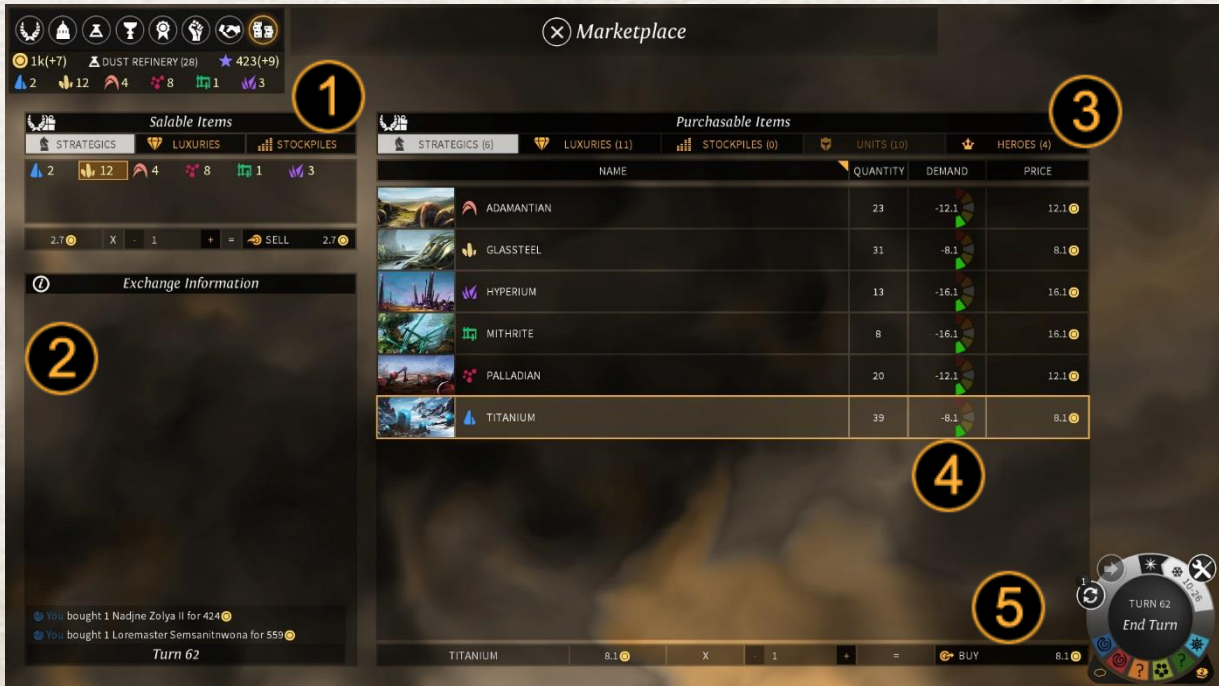 Marketplace
1k(+7) DUST REFINERY (28) 423(+9)
2 12 4 8 1 3
1
Salable Items
STRATEGICS LUXURIES STOCKPILES
2 12 4 8 1 3
2.7 X - 1 + = SELL 2.7
Exchange Information
2
You bought 1 Nadjne Zolya II for 424
You bought 1 Loremaster Semsanitnwona for 559
Turn 62
3
Purchasable Items
STRATEGICS (6) LUXURIES (11) STOCKPILES (0) UNITS (10) HEROES (4)
NAME QUANTITY DEMAND PRICE
ADAMANTIAN 23 -12.1 12.1
GLASSTEEL 31 -8.1 8.1
HYPERIUM 13 -16.1 16.1
MITHRITE 8 -16.1 16.1
PALLADIAN 20 -12.1 12.1
TITANIUM 39 -8.1 8.1
4
5
TITANIUM 8.1 X - 1 + = BUY 8.1
10-26
1
TURN 62
End Turn
? ?
2